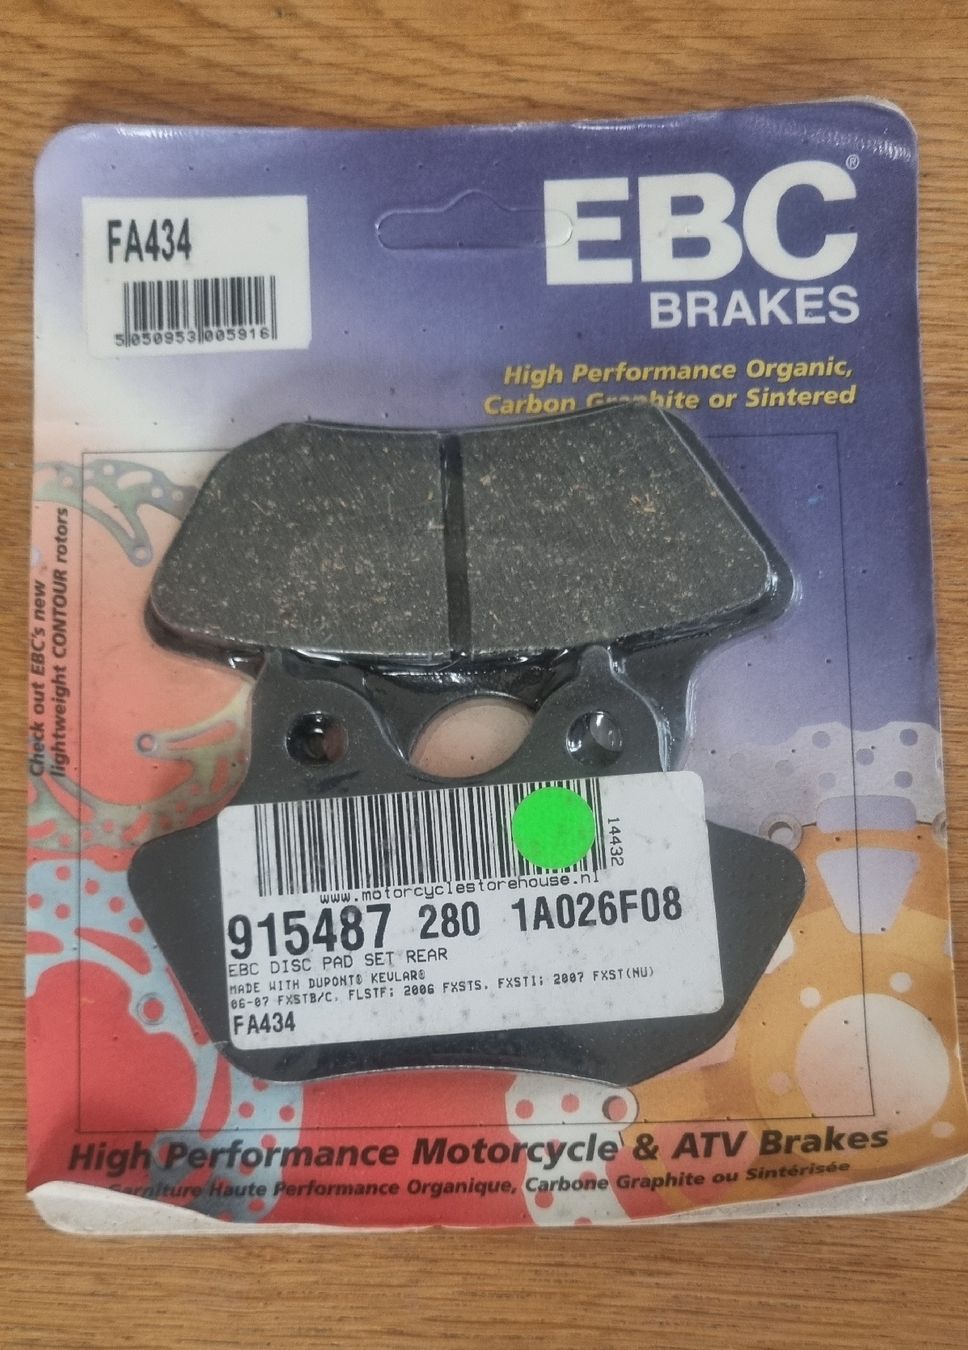 FA434
5 050953 005916
EBC®
BRAKES
High Performance Organic,
Carbon Graphite or Sintered
Check out EBC's new
lightweight CONTOUR rotors
14432
www.motorcyclestorehouse.nl
915487 280 1A026F08
EBC DISC PAD SET REAR
MADE WITH DUPONT® KEVLAR®
06-07 FXSTB/C, FLSTF; 2006 FXSTS, FXSTI; 2007 FXST(NU)
FA434
High Performance Motorcycle & ATV Brakes
Garniture Haute Performance Organique, Carbone Graphite ou Sintérisée